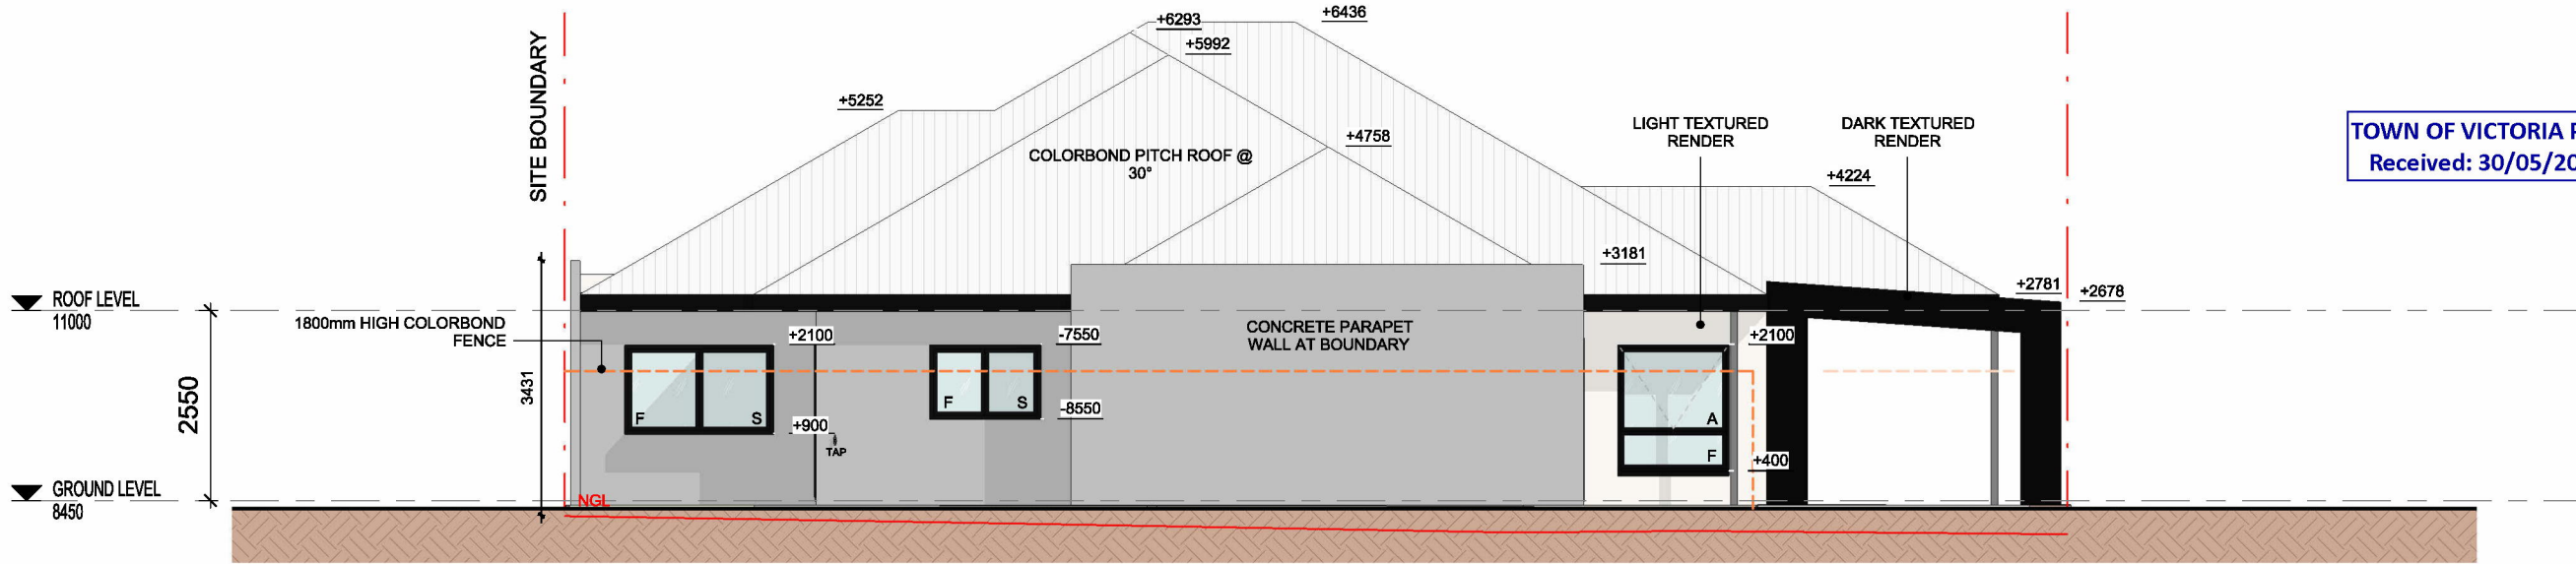 SITE BOUNDARY
+6293
+6436
+5992
+5252
+4758
COLORBOND PITCH ROOF @
30°
LIGHT TEXTURED
RENDER
DARK TEXTURED
RENDER
TOWN OF VICTORIA
Received: 30/05/20
+4224
+3181
+2781
+2678
ROOF LEVEL
11000
1800mm HIGH COLORBOND
FENCE
+2100
-7550
CONCRETE PARAPET
WALL AT BOUNDARY
+2100
2550
3431
F
S
F
S
-8550
+900
TAP
A
F
+400
GROUND LEVEL
8450
NGL